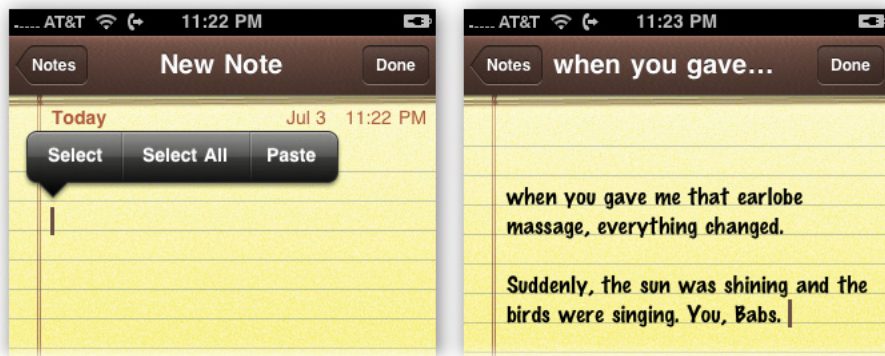 AT&T 11:22 PM
Notes New Note Done
Today Jul 3 11:22 PM
Select Select All Paste
AT&T 11:23 PM
Notes when you gave... Done
when you gave me that earlobe
massage, everything changed.
Suddenly, the sun was shining and the
birds were singing. You, Babs.